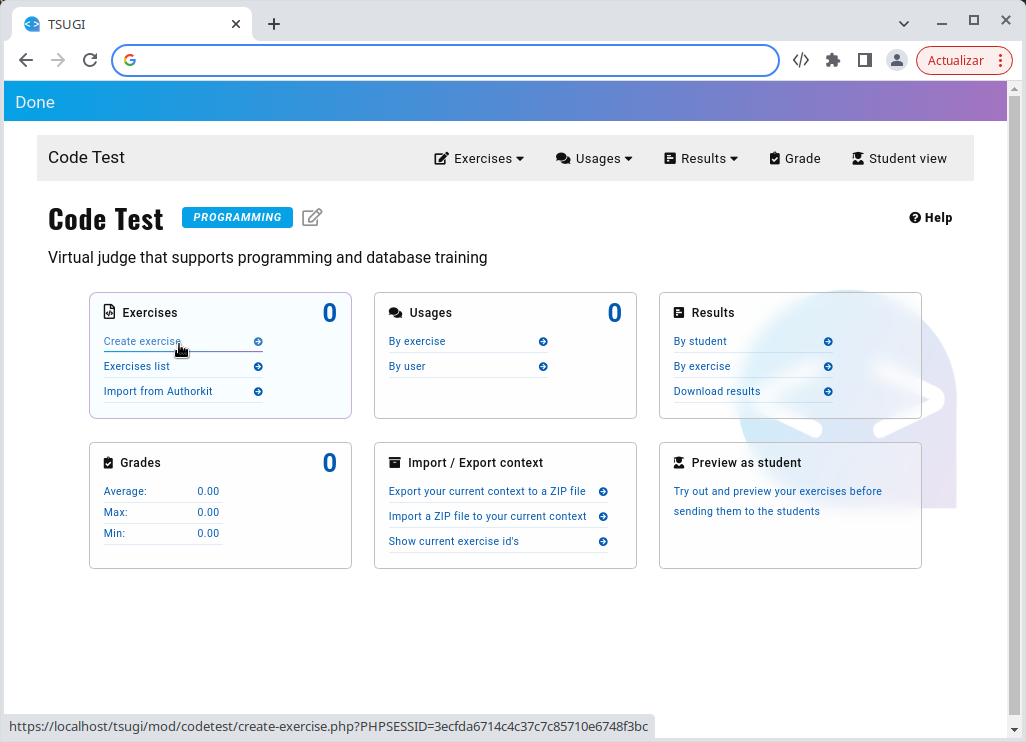 TSUGI
Actualizar
Done
Code Test
Exercises
Usages
Results
Grade
Student view
Code Test
PROGRAMMING
Help
Virtual judge that supports programming and database training
Exercises
0
Create exercise
Exercises list
Import from Authorkit
Usages
0
By exercise
By user
Results
By student
By exercise
Download results
Grades
0
Average: 0.00
Max: 0.00
Min: 0.00
Import / Export context
Export your current context to a ZIP file
Import a ZIP file to your current context
Show current exercise id's
Preview as student
Try out and preview your exercises before
sending them to the students
https://localhost/tsugi/mod/codetest/create-exercise.php?PHPSESSID=3ecfda6714c4c37c7c85710e6748f3bc